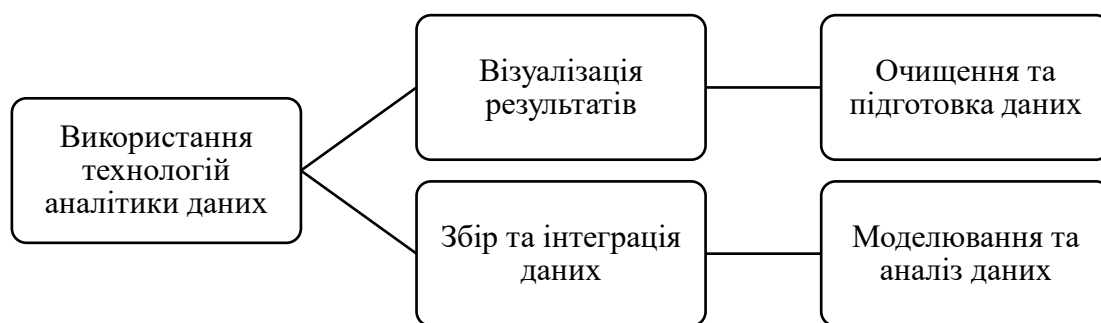 Використання
технологій
аналітики даних
Візуалізація
результатів
Очищення та
підготовка даних
Збір та інтеграція
даних
Моделювання та
аналіз даних